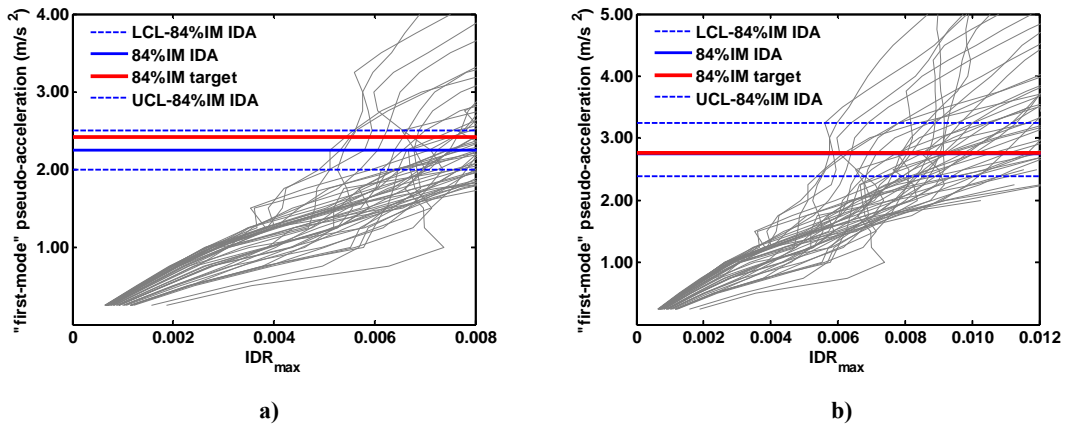 "first-mode" pseudo-acceleration (m/s 2)
4.00
3.00
2.00
1.00
LCL-84%IM IDA
84%IM IDA
84%IM target
UCL-84%IM IDA
0 0.002 0.004 0.006 0.008
IDRmax
a)
"first-mode" pseudo-acceleration (m/s 2)
5.00
4.00
3.00
2.00
1.00
LCL-84%IM IDA
84%IM IDA
84%IM target
UCL-84%IM IDA
0 0.002 0.004 0.006 0.008 0.010 0.012
IDRmax
b)